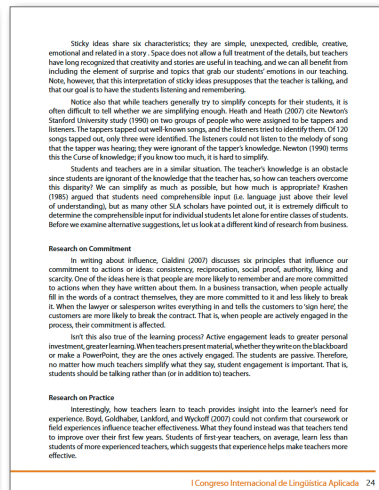 Sticky ideas share six characteristics; they are simple, unexpected, credible, creative,
emotional and related in a story . Space does not allow a full treatment of the details, but teachers
have long recognized that creativity and stories are useful in teaching, and we can all benefit from
including the element of surprise and topics that grab our students' emotions in our teaching.
Note, however, that this interpretation of sticky ideas presupposes that the teacher is talking, and
that our goal is to have the students listening and remembering.
Notice also that while teachers generally try to simplify concepts for their students, it is
often difficult to tell whether we are simplifying enough. Heath and Heath (2007) cite Newton's
Stanford University study (1990) on two groups of people who were assigned to be tappers and
listeners. The tappers tapped out well-known songs, and the listeners tried to identify them. Of 120
songs tapped out, only three were identified. The listeners could not listen to the melody of song
that the tapper was hearing; they were ignorant of the tapper's knowledge. Newton (1990) terms
this the Curse of knowledge; if you know too much, it is hard to simplify.
Students and teachers are in a similar situation. The teacher's knowledge is an obstacle
since students are ignorant of the knowledge that the teacher has, so how can teachers overcome
this disparity? We can simplify as much as possible, but how much is appropriate? Krashen
(1985) argued that students need comprehensible input (i.e. language just above their level
of understanding), but as many other SLA scholars have pointed out, it is extremely difficult to
determine the comprehensible input for individual students let alone for entire classes of students.
Before we examine alternative suggestions, let us look at a different kind of research from business.
Research on Commitment
In writing about influence, Cialdini (2007) discusses six principles that influence our
commitment to actions or ideas: consistency, reciprocation, social proof, authority, liking and
scarcity. One of the ideas here is that people are more likely to remember and are more committed
to actions when they have written about them. In a business transaction, when people actually
fill in the words of a contract themselves, they are more committed to it and less likely to break
it. When the lawyer or salesperson writes everything in and tells the customers to 'sign here', the
customers are more likely to break the contract. That is, when people are actively engaged in the
process, their commitment is affected.
Isn't this also true of the learning process? Active engagement leads to greater personal
investment, greater learning. When teachers present material, whether they write on the blackboard
or make a PowerPoint, they are the ones actively engaged. The students are passive. Therefore,
no matter how much teachers simplify what they say, student engagement is important. That is,
students should be talking rather than (or in addition to) teachers.
Research on Practice
Interestingly, how teachers learn to teach provides insight into the learner's need for
experience. Boyd, Goldhaber, Lankford, and Wyckoff (2007) could not confirm that coursework or
field experiences influence teacher effectiveness. What they found instead was that teachers tend
to improve over their first few years. Students of first-year teachers, on average, learn less than
students of more experienced teachers, which suggests that experience helps make teachers more
effective.
I Congreso Internacional de Lingüística Aplicada 24